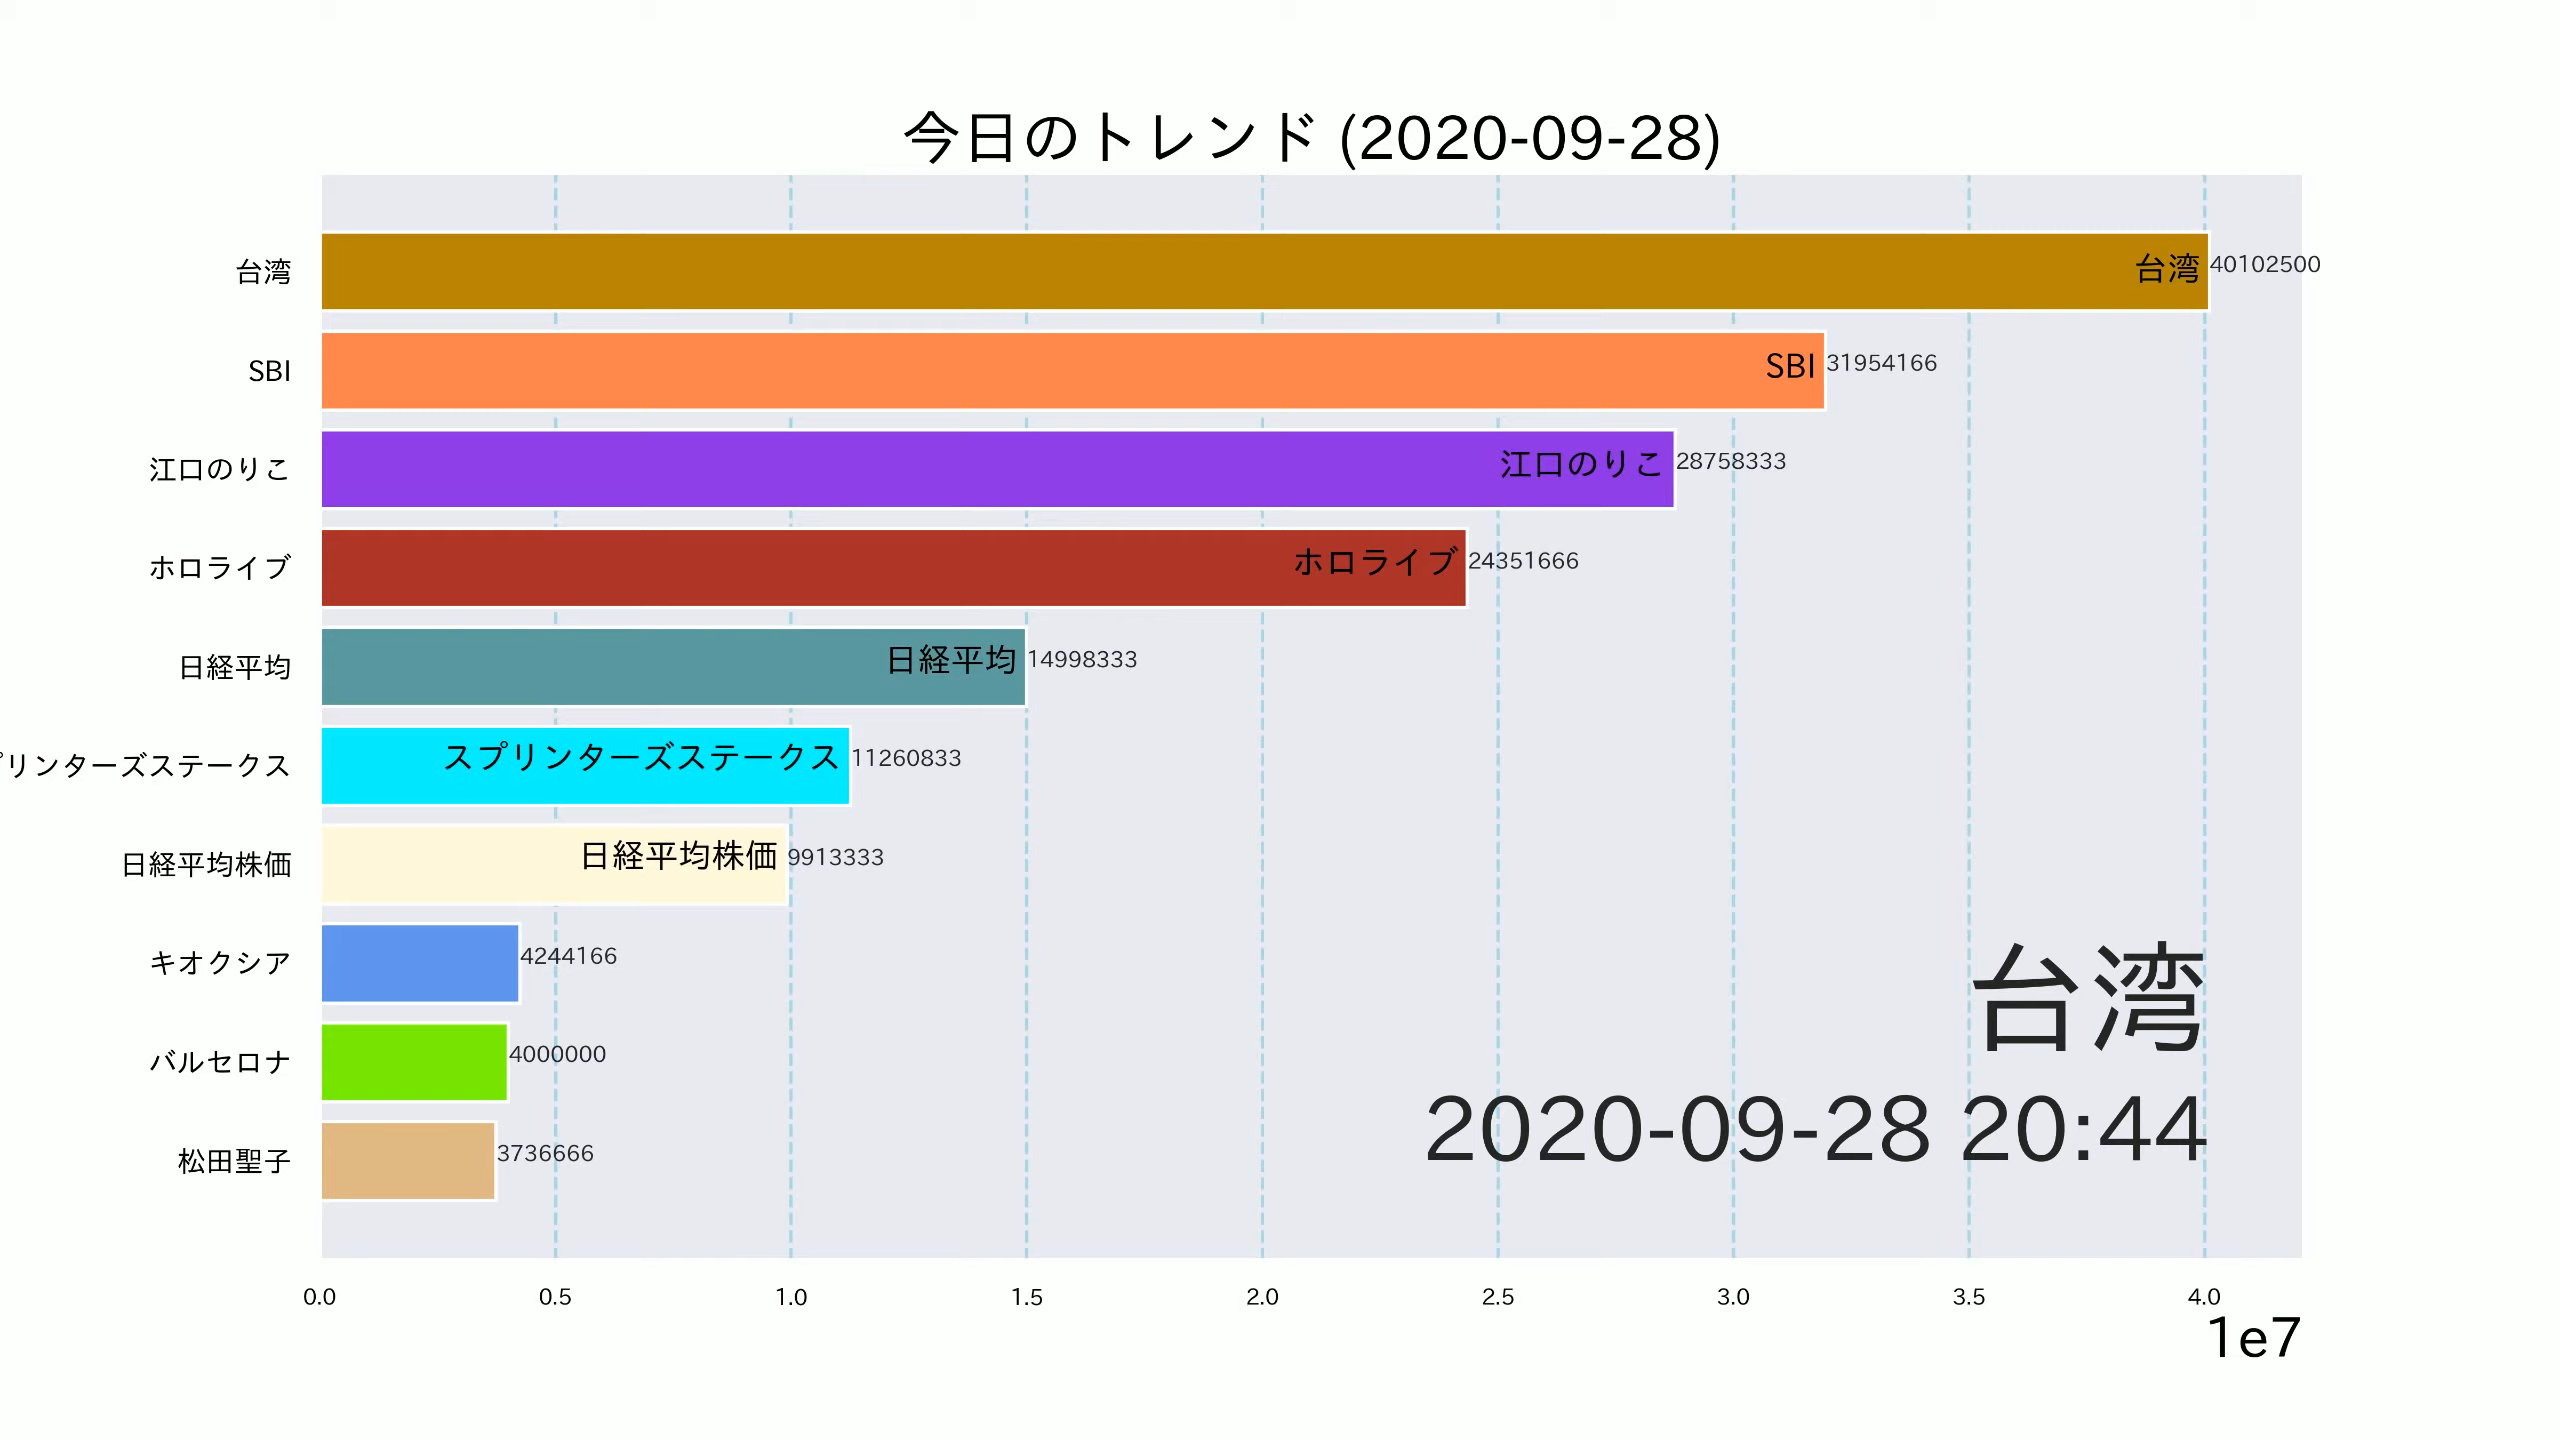 今日のトレンド (2020-09-28)
台湾 台湾 40102500
SBI SBI 31954166
江口のりこ 江口のりこ 28758333
ホロライブ ホロライブ 24351666
日経平均 日経平均 14998333
プリンターズステークス スプリンターズステークス 11260833
日経平均株価 日経平均株価 9913333
キオクシア 4244166
バルセロナ 4000000
松田聖子 3736666
台湾
2020-09-28 20:44
0.0 0.5 1.0 1.5 2.0 2.5 3.0 3.5 4.0
1e7